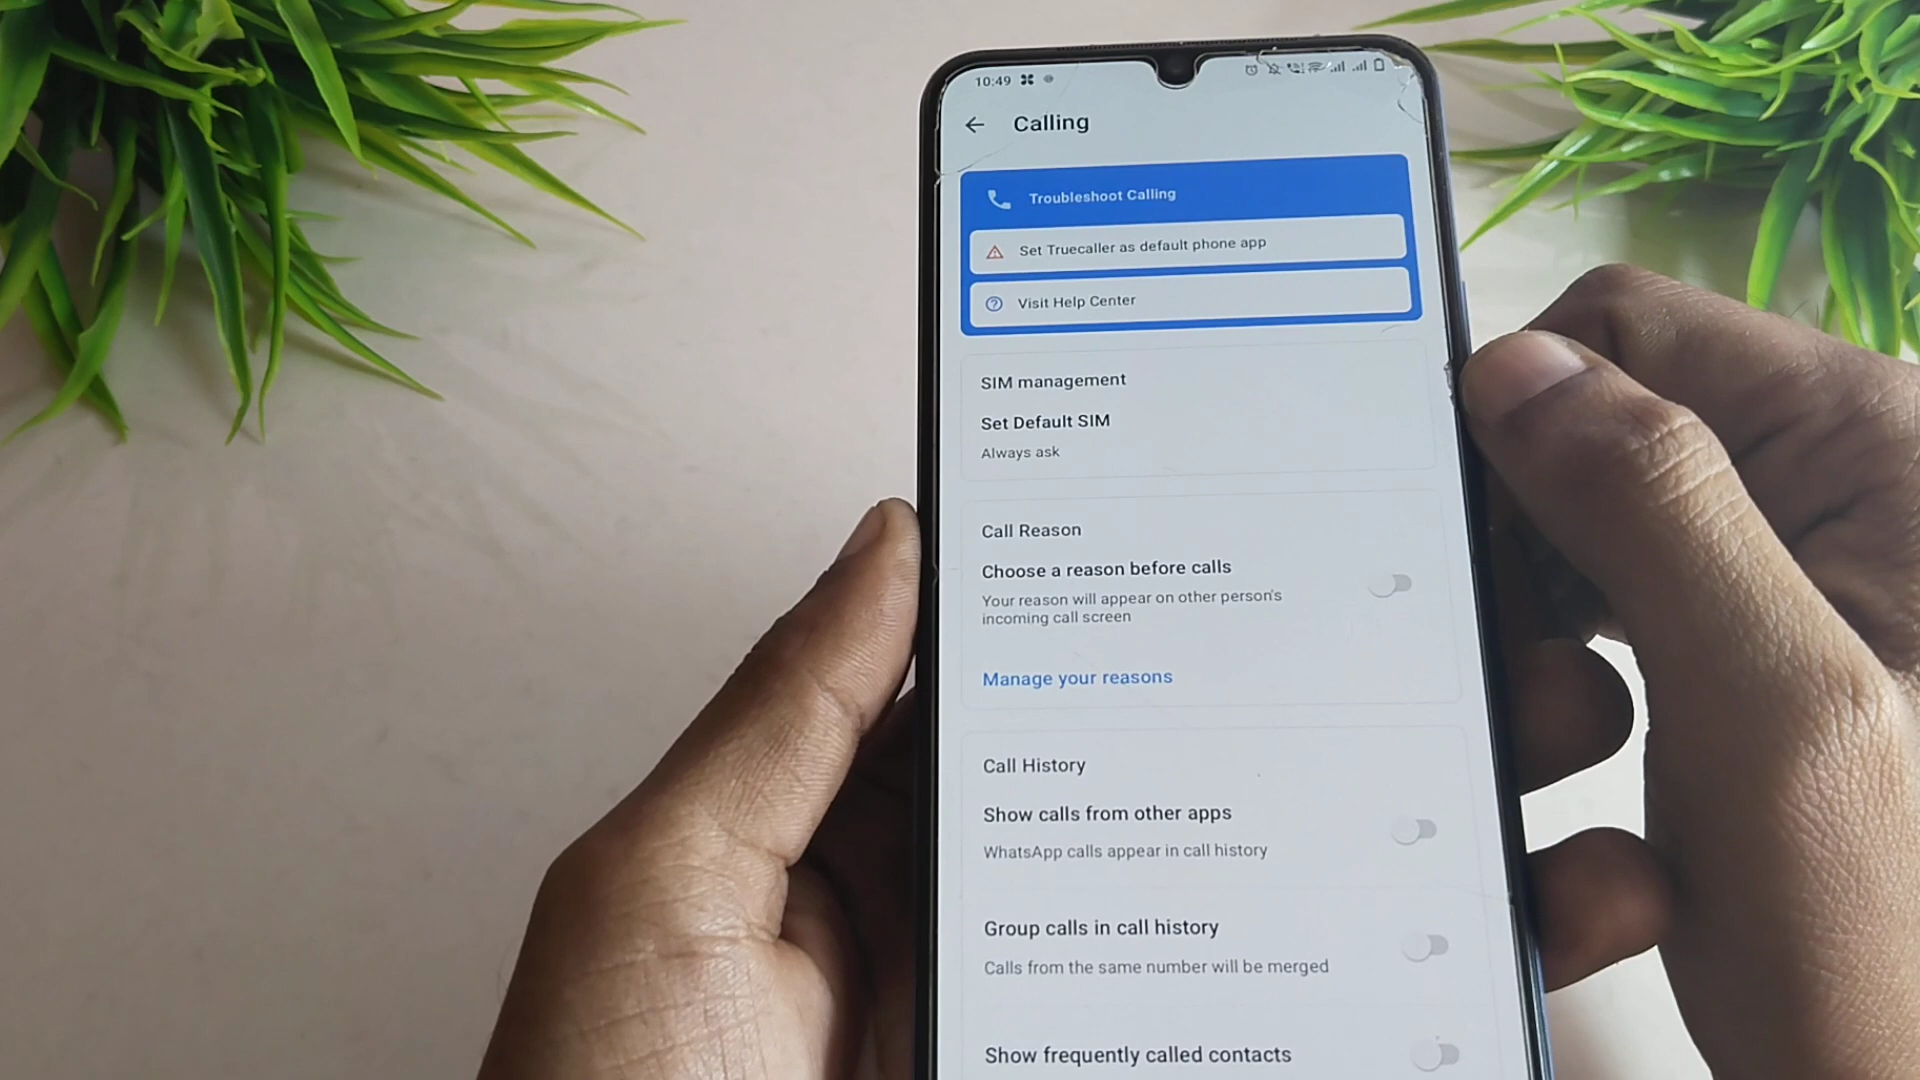 10:49
Calling
Troubleshoot Calling
Set Truecaller as default phone app
Visit Help Center
SIM management
Set Default SIM
Always ask
Call Reason
Choose a reason before calls
Your reason will appear on other person's
incoming call screen
Manage your reasons
Call History
Show calls from other apps
WhatsApp calls appear in call history
Group calls in call history
Calls from the same number will be merged
Show frequently called contacts